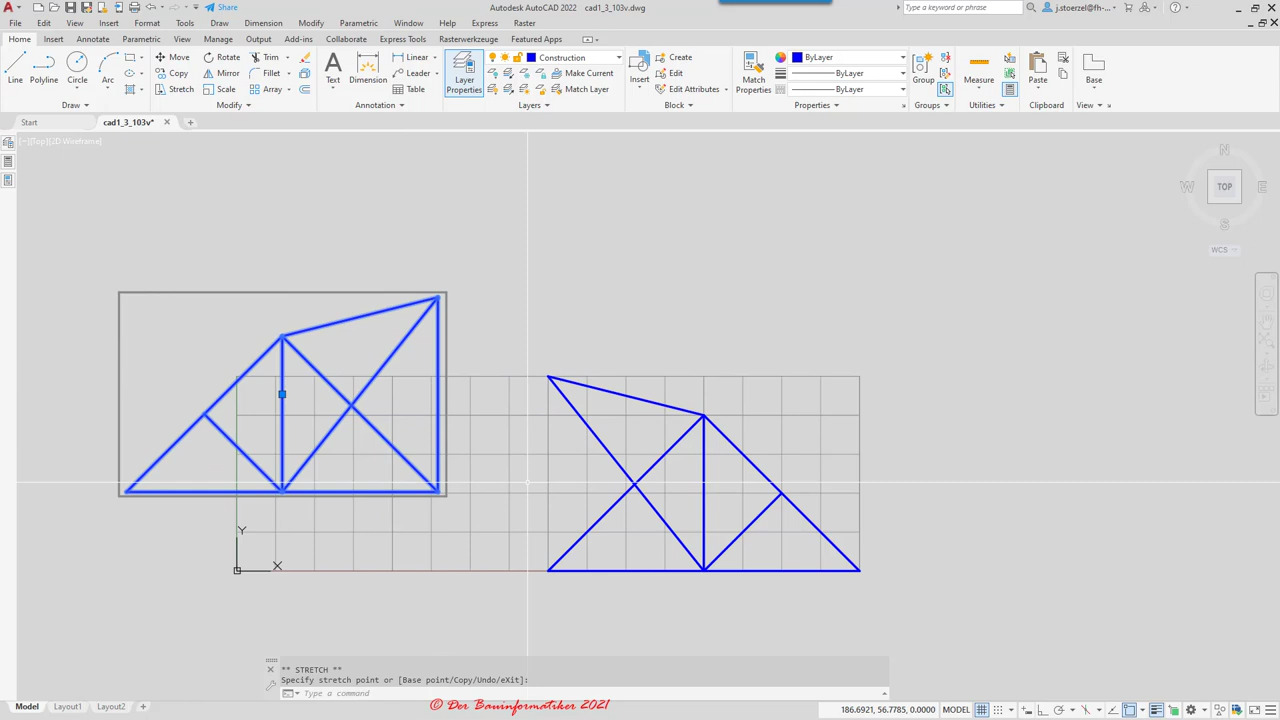 Share
Autodesk AutoCAD 2022 cad1_3_103v.dwg
Type a keyword or phrase
j.stoerzel@fh-...
File Edit View Insert Format Tools Draw Dimension Modify Parametric Window Help Express Raster
Home Insert Annotate Parametric View Manage Output Add-ins Collaborate Express Tools Rasterwerkzeuge Featured Apps
Line Polyline Circle Arc
Move Rotate Trim
Copy Mirror Fillet
Stretch Scale Array
Text Dimension
Linear
Leader
Table
Layer Properties
Construction
Make Current
Match Layer
Insert
Create
Edit
Edit Attributes
Match Properties
ByLayer
ByLayer
ByLayer
Group
Measure
Paste
Base
Draw Modify Annotation Layers Block Properties Groups Utilities Clipboard View
Start cad1_3_103v*
[−][Top][2D Wireframe]
N
W TOP E
S
WCS
Y
X
** STRETCH **
Specify stretch point or [Base point/Copy/Undo/eXit]:
Type a command
Model Layout1 Layout2
© Der Bauinformatiker 2021
186.6921, 56.7785, 0.0000 MODEL